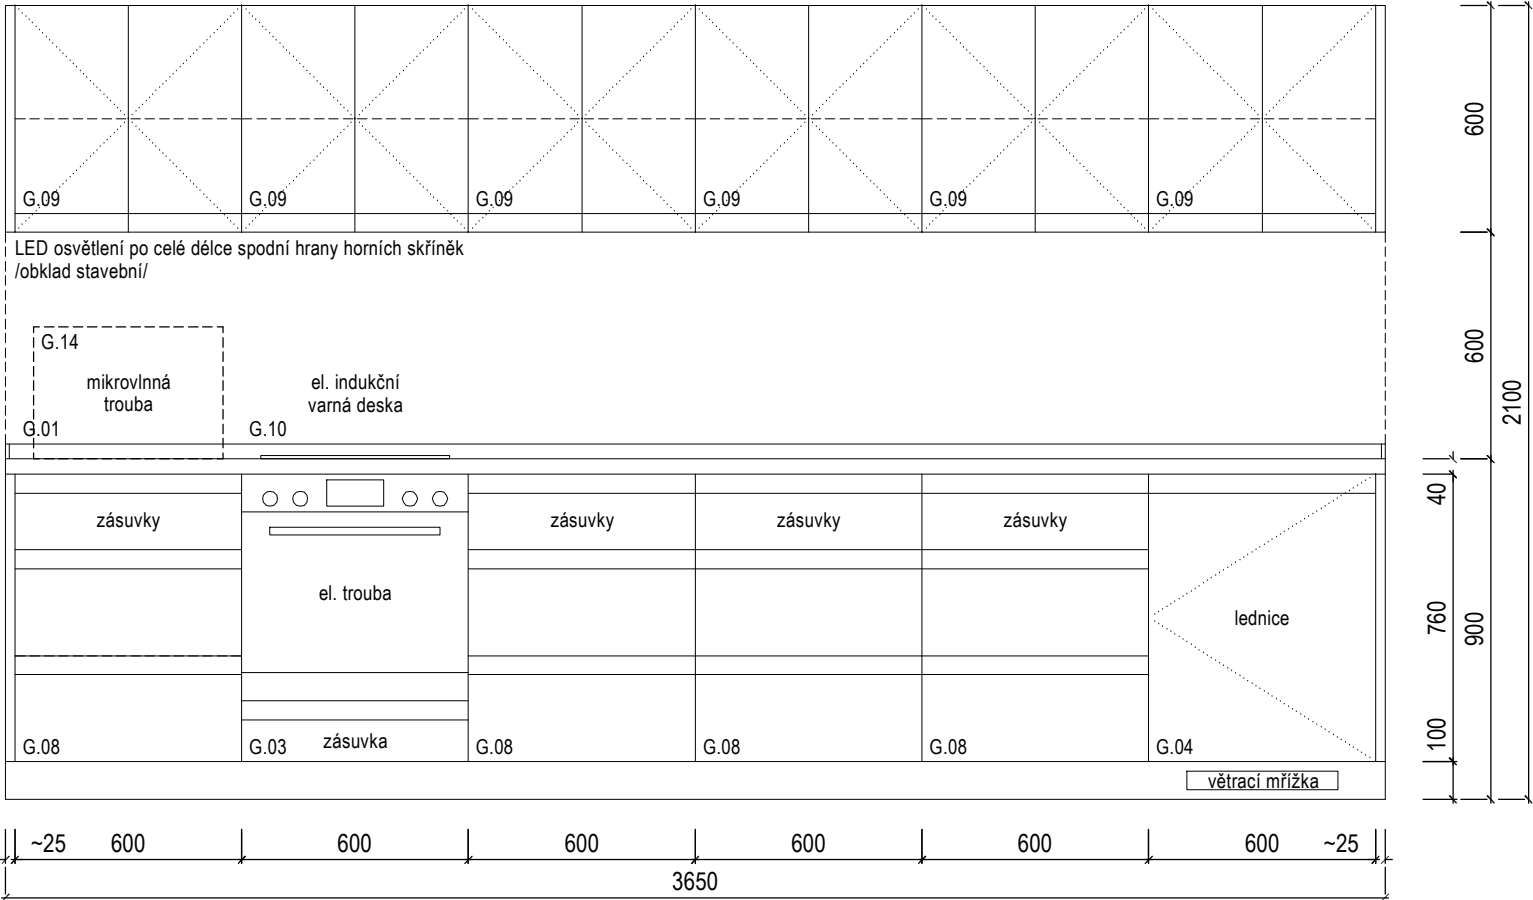 G.09 G.09 G.09 G.09 G.09 G.09
LED osvětlení po celé délce spodní hrany horních skříněk
/obklad stavební/
G.14
mikrovlnná
trouba
el. indukční
varná deska
G.01
G.10
zásuvky
zásuvky
zásuvky
zásuvky
el. trouba
lednice
G.08
G.03
zásuvka
G.08
G.08
G.08
G.04
větrací mřížka
600
600
2100
40
760
900
100
~25 600 600 600 600 600 600 ~25
3650